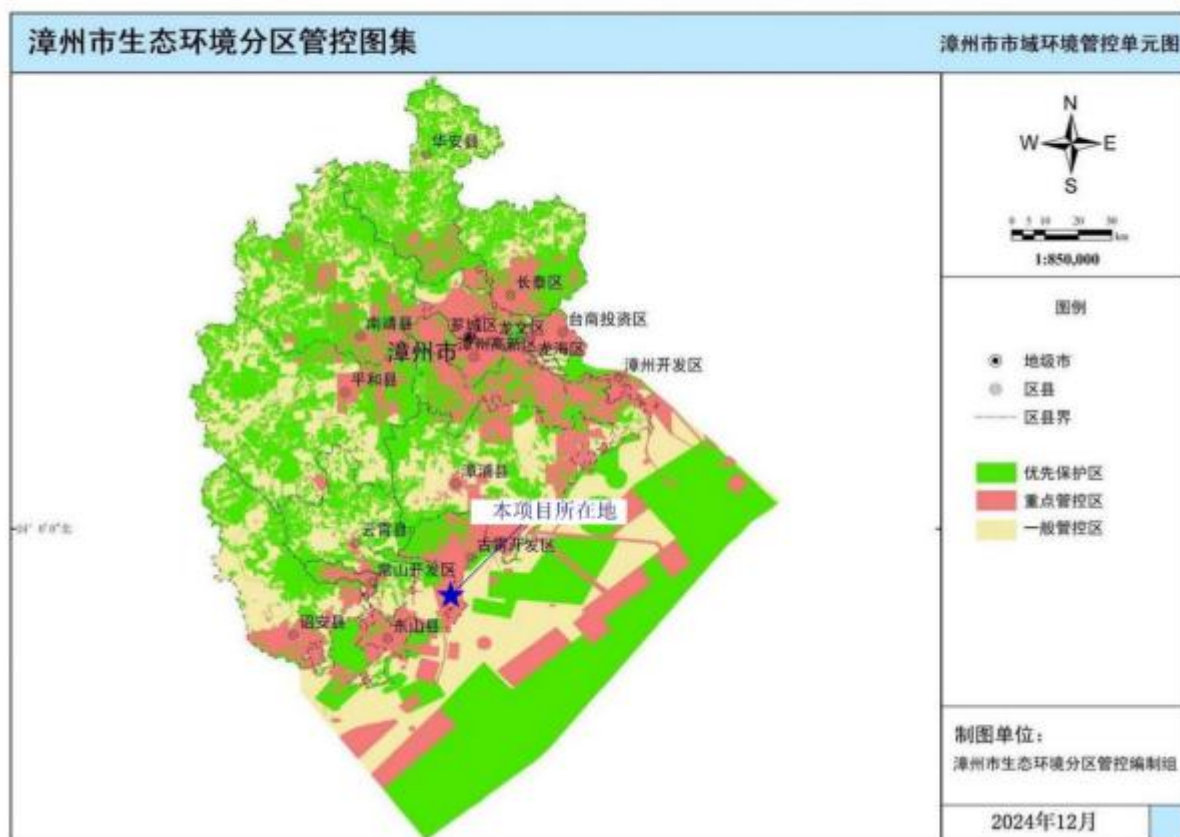 漳州市生态环境分区管控图集
漳州市市域环境管控单元图
N
W
E
S
0 5 10 20 30
km
1:850,000
图例
地级市
区县
区县界
优先保护区
重点管控区
一般管控区
华安县
长泰区
台商投资区
南靖县
芗城区
龙文区
漳州市
漳州高新区
龙海区
漳州开发区
平和县
漳浦县
本项目所在地
云霄县
古雷开发区
常山开发区
诏安县
东山县
制图单位：
漳州市生态环境分区管控编制组
2024年12月